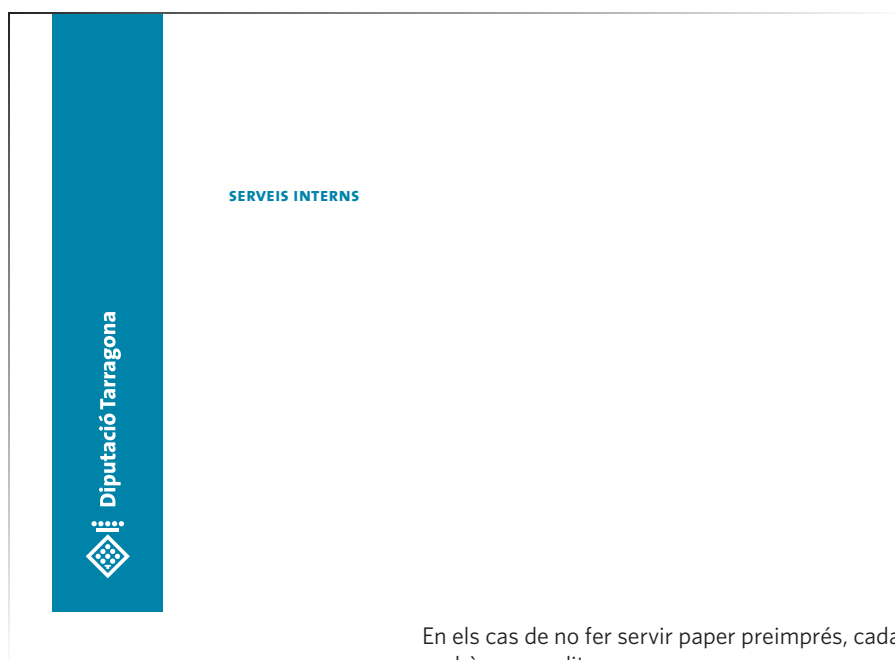 SERVEIS INTERNS
Diputació Tarragona
En els cas de no fer servir paper preimprés, cada